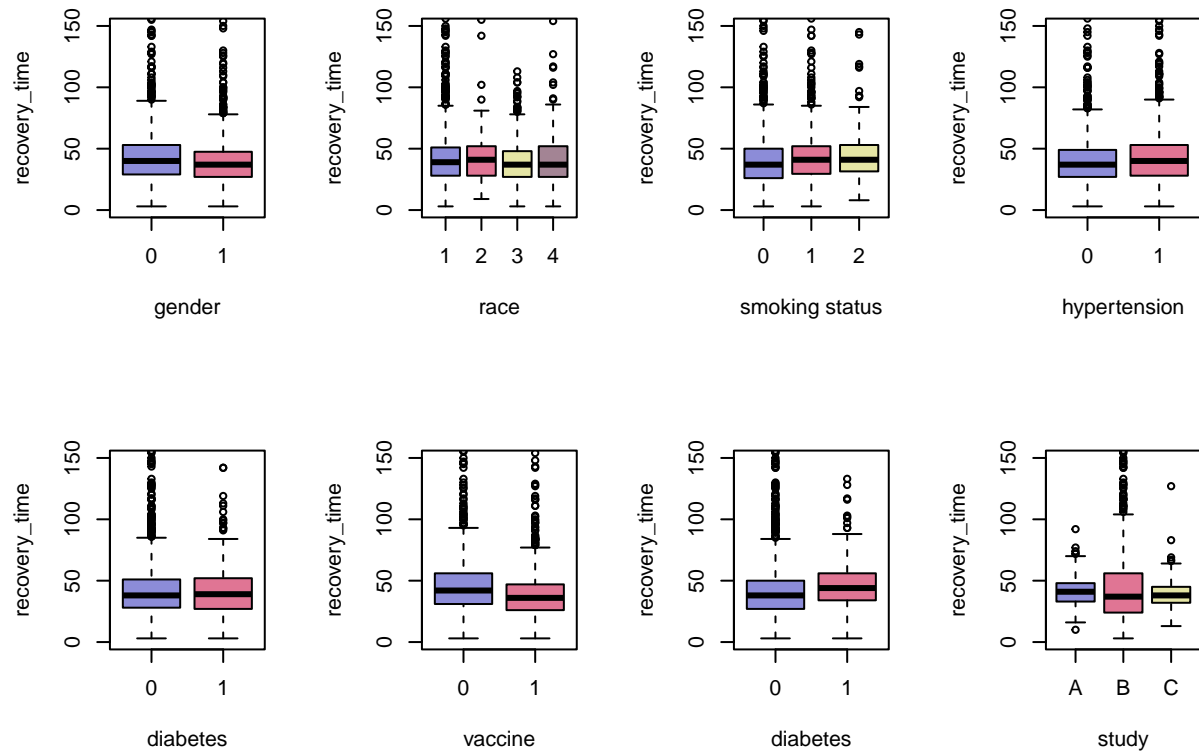 recovery_time
0 50 100 150
0 1
gender
recovery_time
0 50 100 150
1 2 3 4
race
recovery_time
0 50 100 150
0 1 2
smoking status
recovery_time
0 50 100 150
0 1
hypertension
recovery_time
0 50 100 150
0 1
diabetes
recovery_time
0 50 100 150
0 1
vaccine
recovery_time
0 50 100 150
0 1
diabetes
recovery_time
0 50 100 150
A B C
study